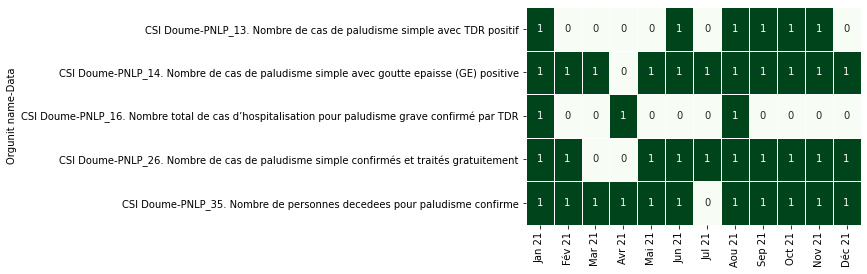 Orgunit name-Data
CSI Doume-PNLP_13. Nombre de cas de paludisme simple avec TDR positif 1 0 0 0 0 1 0 1 1 1 1 0
CSI Doume-PNLP_14. Nombre de cas de paludisme simple avec goutte epaisse (GE) positive 1 1 1 0 1 1 1 1 1 1 1 1
CSI Doume-PNLP_16. Nombre total de cas d’hospitalisation pour paludisme grave confirmé par TDR 1 0 0 1 0 0 0 1 0 0 0 0
CSI Doume-PNLP_26. Nombre de cas de paludisme simple confirmés et traités gratuitement 1 1 0 0 1 1 1 1 1 1 1 1
CSI Doume-PNLP_35. Nombre de personnes decedees pour paludisme confirme 1 1 1 1 1 1 0 1 1 1 1 1
Jan 21 Fév 21 Mar 21 Avr 21 Mai 21 Jun 21 Jul 21 Aou 21 Sep 21 Oct 21 Nov 21 Déc 21